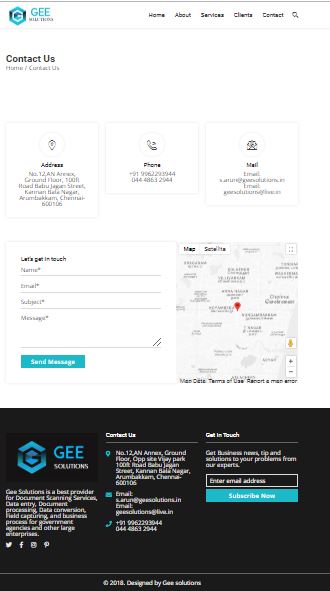 GEE
SOLUTIONS
Home About Services Clients Contact
Contact Us
Home / Contact Us
Address
No.12,AN Annex,
Ground Floor, 100ft
Road Babu Jagan Street,
Kannan Bala Nagar,
Arumbakkam, Chennai-
600106
Phone
+91 9962293944
044 4863 2944
Mail
Email:
s.arun@geesolutions.in
Email:
geesolutions@live.in
Let's get in touch
Name*
Email*
Subject*
Message*
Send Message
Map Satellite
ANNA NAGAR
KOYAMBEDU
T NAGAR
ADYAR
Map Data Terms of Use Report a map error
GEE
SOLUTIONS
Gee Solutions is a best provider
for Document Scanning Services,
Data entry, Document
processing, Data conversion,
Field capturing, and business
process for government
agencies and other large
enterprises.
Contact Us
No.12,AN Annex, Ground
Floor, Opp site Vijay park
100ft Road Babu Jagan
Street, Kannan Bala Nagar,
Arumbakkam, Chennai-
600106
Email:
s.arun@geesolutions.in
Email:
geesolutions@live.in
+91 9962293944
044 4863 2944
Get in Touch
Get Business news, tip and
solutions to your problems from
our experts.
Enter email address
Subscribe Now
© 2018. Designed by Gee solutions